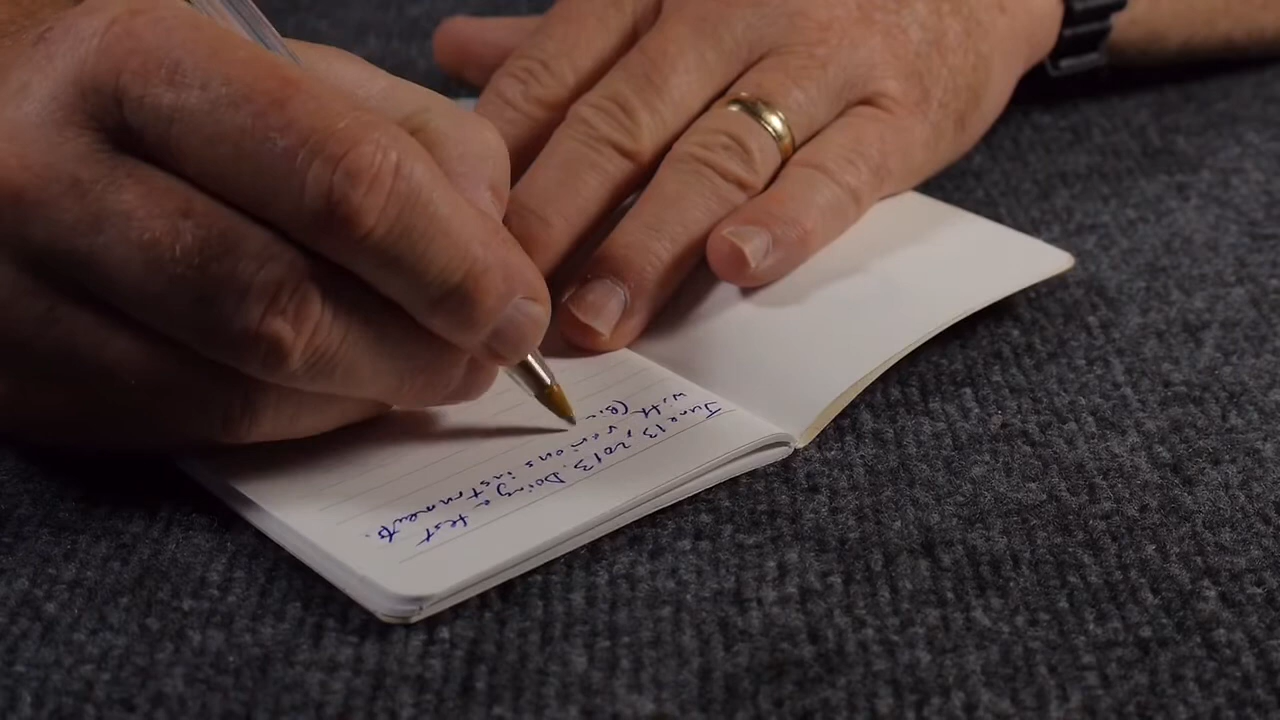 June 13, 2013. Doing a test
with various instruments.
(Bic